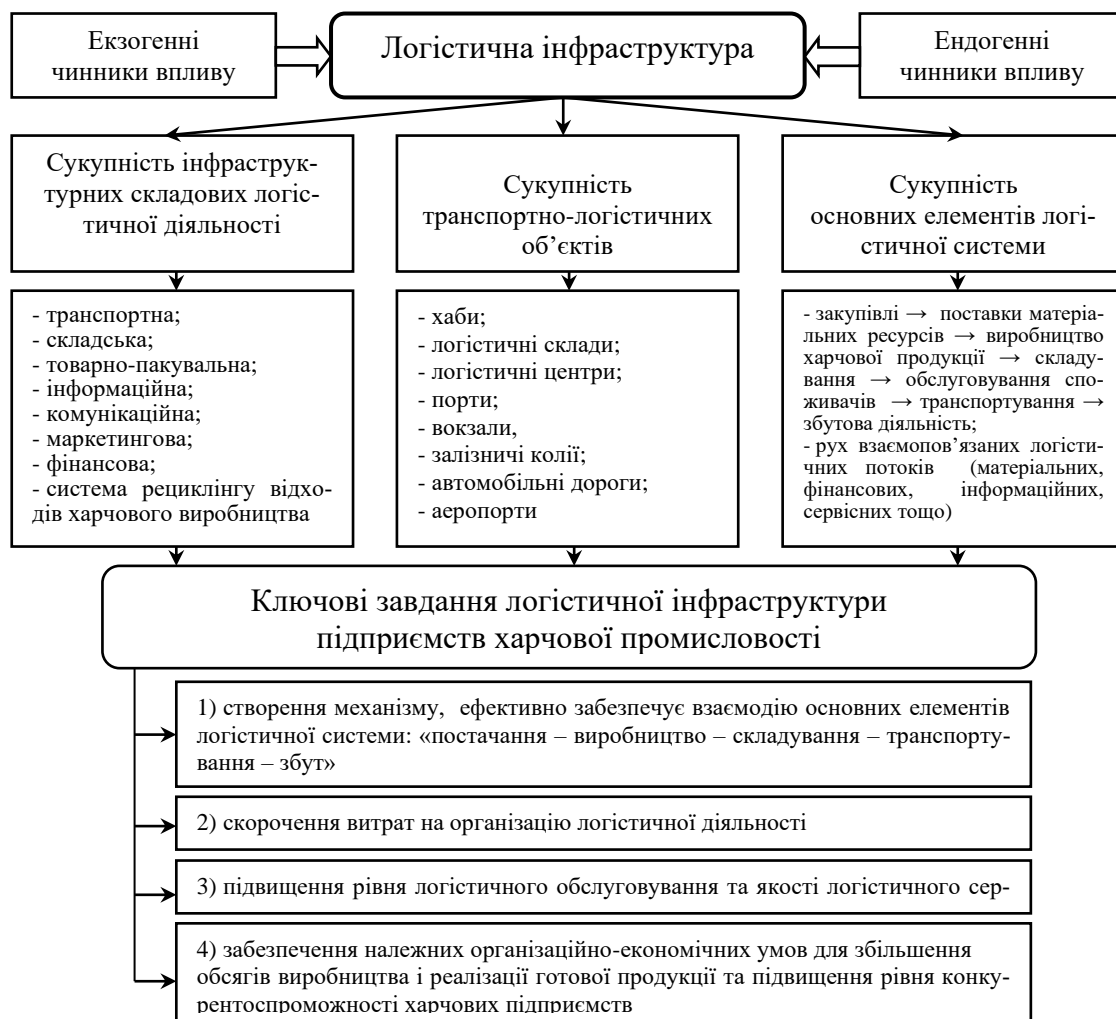 Екзогенні
чинники впливу
Логістична інфраструктура
Ендогенні
чинники впливу
Сукупність інфраструк-
турних складових логіс-
тичної діяльності
Сукупність
транспортно-логістичних
об’єктів
Сукупність
основних елементів логі-
стичної системи
- транспортна;
- складська;
- товарно-пакувальна;
- інформаційна;
- комунікаційна;
- маркетингова;
- фінансова;
- система рециклінгу відхо-
дів харчового виробництва
- хаби;
- логістичні склади;
- логістичні центри;
- порти;
- вокзали,
- залізничі колії;
- автомобільні дороги;
- аеропорти
- закупівлі → поставки матеріа-
льних ресурсів → виробництво
харчової продукції → складу-
вання → обслуговування спо-
живачів → транспортування →
збутова діяльність;
- рух взаємопов’язаних логісти-
чних потоків (матеріальних,
фінансових, інформаційних,
сервісних тощо)
Ключові завдання логістичної інфраструктури
підприємств харчової промисловості
1) створення механізму, ефективно забезпечує взаємодію основних елементів
логістичної системи: «постачання – виробництво – складування – транспорту-
вання – збут»
2) скорочення витрат на організацію логістичної діяльності
3) підвищення рівня логістичного обслуговування та якості логістичного сер-
4) забезпечення належних організаційно-економічних умов для збільшення
обсягів виробництва і реалізації готової продукції та підвищення рівня конку-
рентоспроможності харчових підприємств